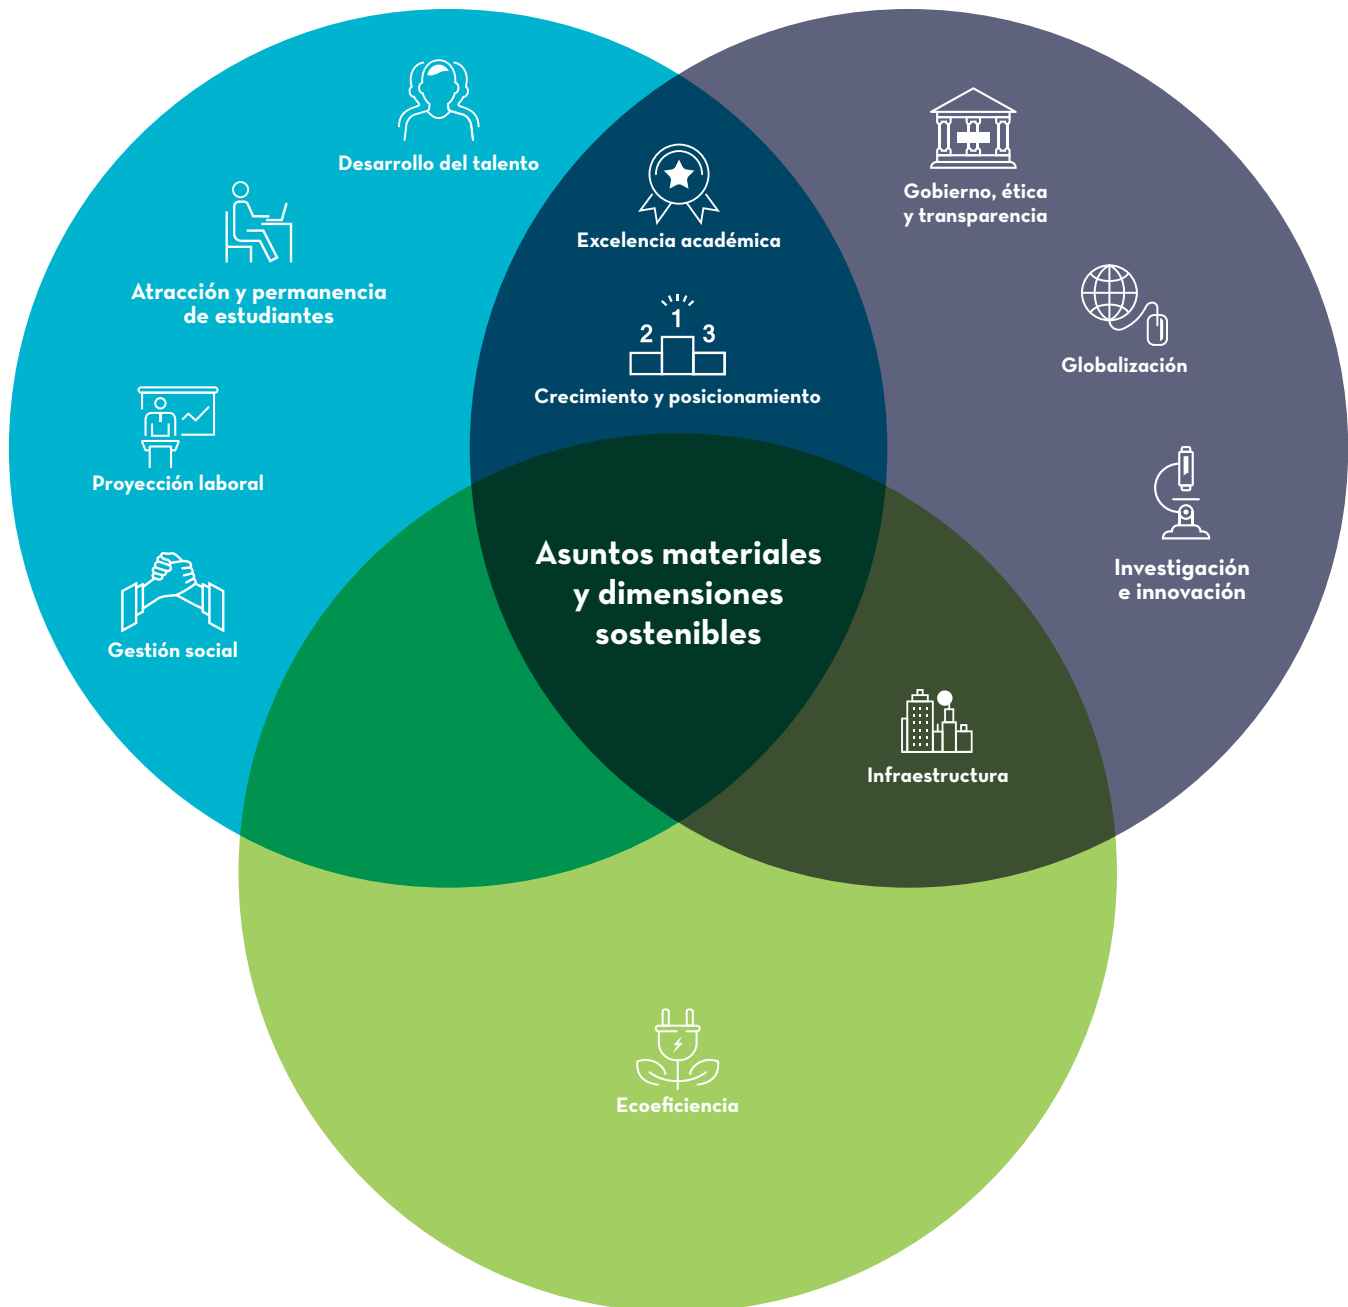 Desarrollo del talento
Atracción y permanencia
de estudiantes
Proyección laboral
Gestión social
Excelencia académica
2 1 3
Crecimiento y posicionamiento
Gobierno, ética
y transparencia
Globalización
Investigación
e innovación
Asuntos materiales
y dimensiones
sostenibles
Infraestructura
Ecoeficiencia